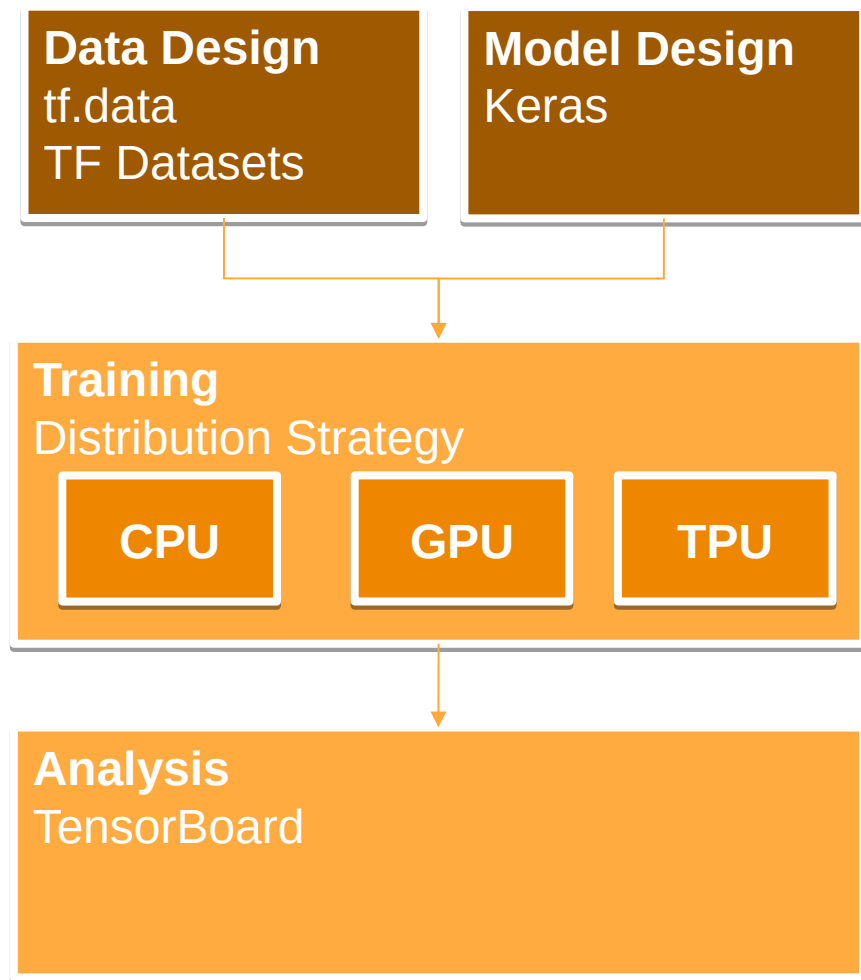 Data Design
tf.data
TF Datasets
Model Design
Keras
Training
Distribution Strategy
CPU
GPU
TPU
Analysis
TensorBoard